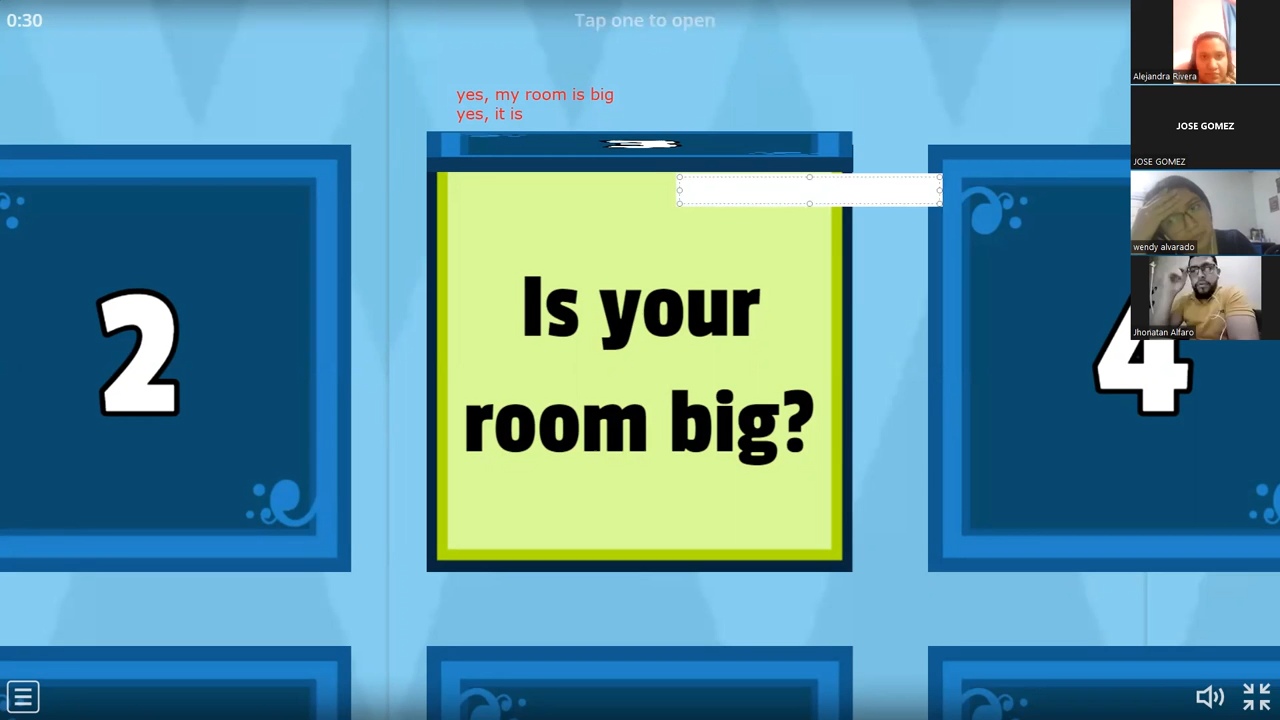 0:30
Tap one to open
yes, my room is big
yes, it is
2
Is your
room big?
4
Alejandra Rivera
JOSE GOMEZ
JOSE GOMEZ
wendy alvarado
Jhonatan Alfaro